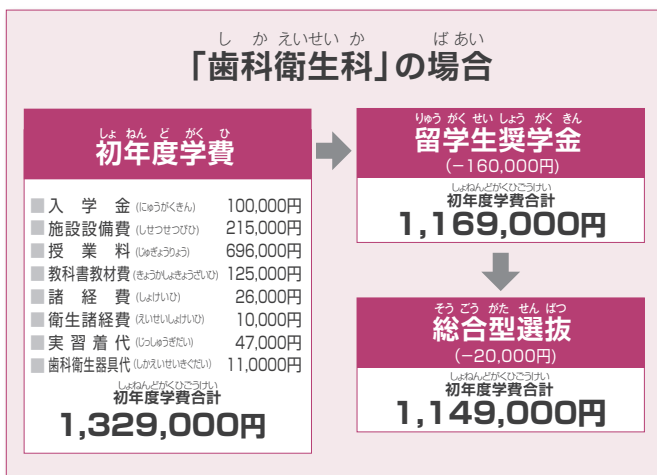 し か えいせい か ば あい
「歯科衛生科」の場合
しょ ねん ど がく ひ
初年度学費
■入学金(にゅうがくきん) 100,000円
■施設設備費(しせつせつびひ) 215,000円
■授業料(じゅぎょうりょう) 696,000円
■教科書教材費(きょうかしょきょうざいひ) 125,000円
■諸経費(しょけいひ) 26,000円
■衛生諸経費(えいせいしょけいひ) 10,000円
■実習着代(じっしゅうぎだい) 47,000円
■歯科衛生器具代(しかえいせいきぐだい) 11,0000円
しょねんどがくひごうけい
初年度学費合計
1,329,000円
りゅう がく せい しょう がく きん
留学生奨学金
(−160,000円)
しょねんどがくひごうけい
初年度学費合計
1,169,000円
そう ごう がた せん ばつ
総合型選抜
(−20,000円)
しょねんどがくひごうけい
初年度学費合計
1,149,000円